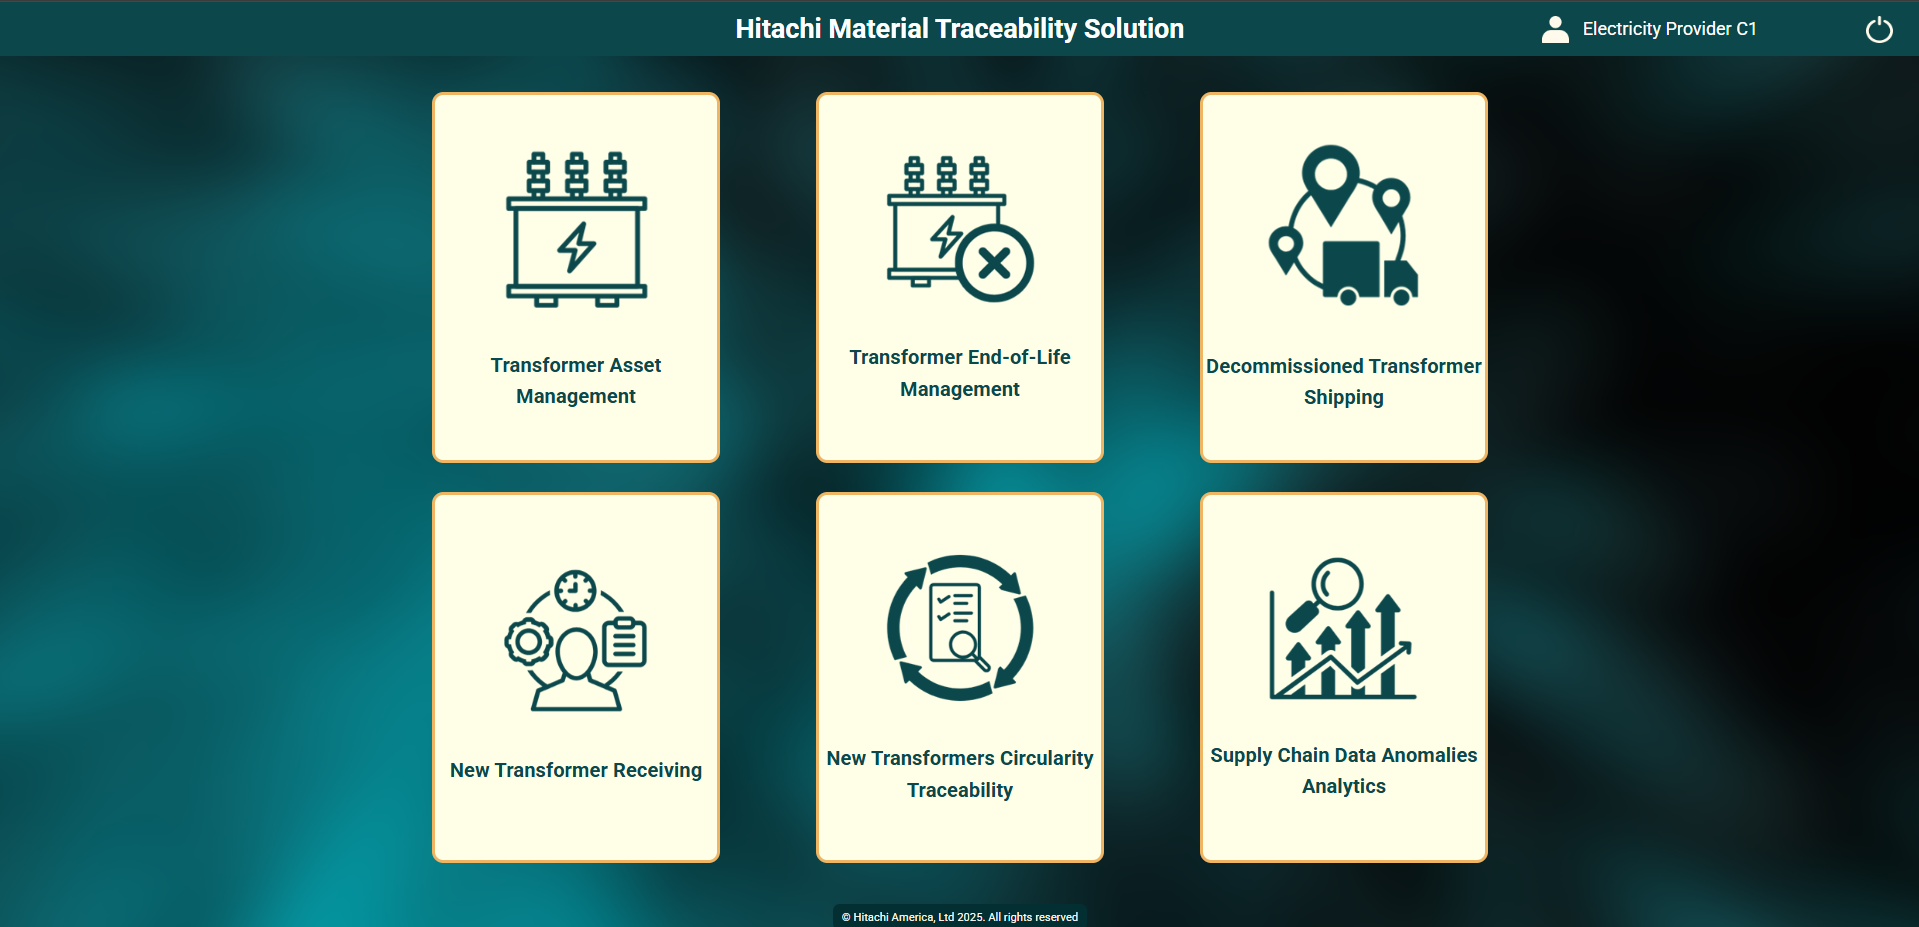 Hitachi Material Traceability Solution
Electricity Provider C1
Transformer Asset
Management
Transformer End-of-Life
Management
Decommissioned Transformer
Shipping
New Transformer Receiving
New Transformers Circularity
Traceability
Supply Chain Data Anomalies
Analytics
© Hitachi America, Ltd 2025. All rights reserved